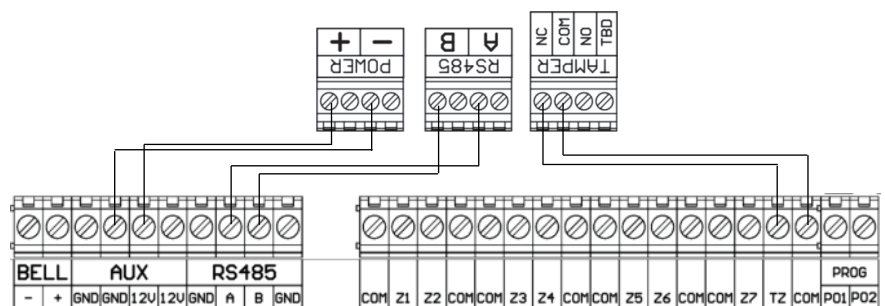 + -
POWER
B A
RS485
NC COM NO TBD
TAMPER
BELL AUX RS485
- + GND GND 12V 12V GND A B GND
PROG
COM Z1 Z2 COM COM Z3 Z4 COM COM Z5 Z6 COM COM Z7 TZ COM PO1 PO2